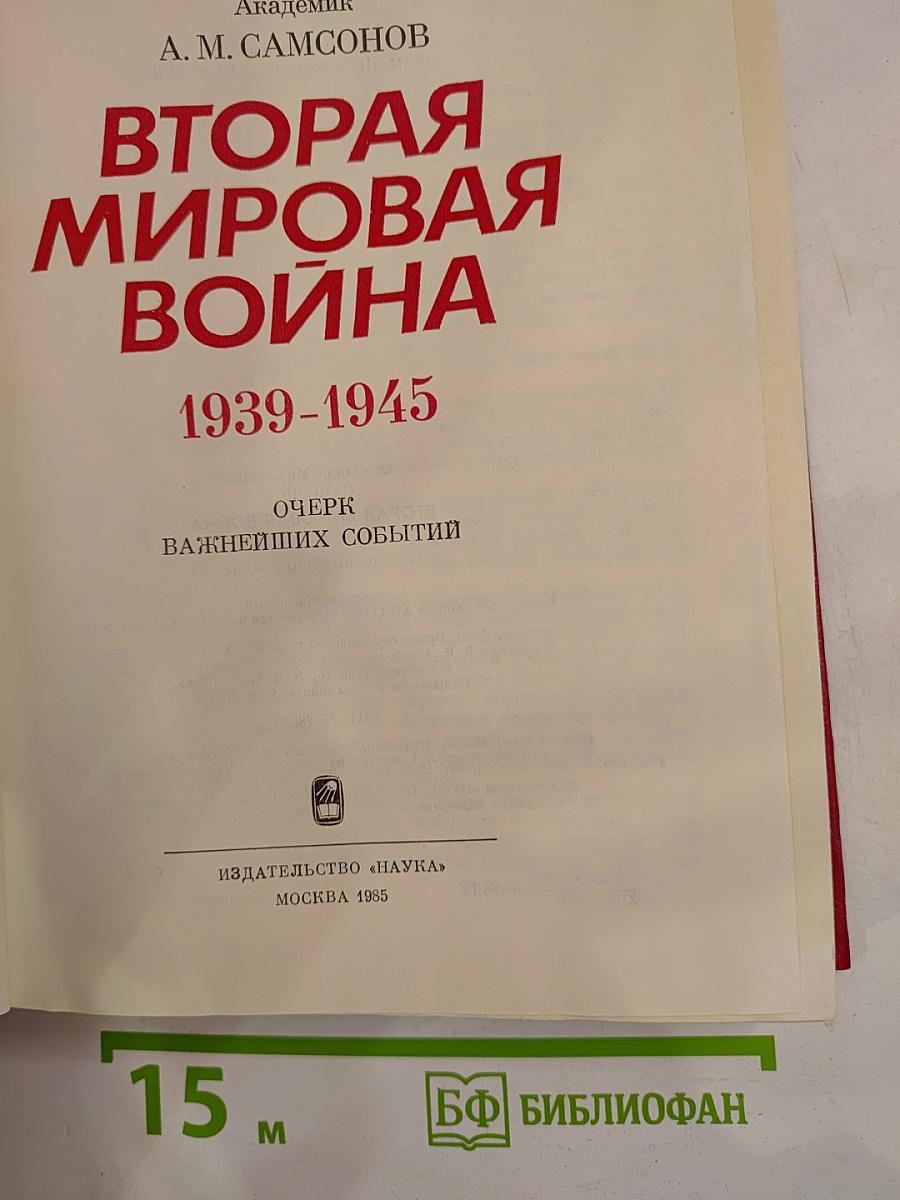 Академик
А. М. САМСОНОВ
ВТОРАЯ
МИРОВАЯ
ВОЙНА
1939-1945
ОЧЕРК
ВАЖНЕЙШИХ СОБЫТИЙ
ИЗДАТЕЛЬСТВО «НАУКА»
МОСКВА 1985
15 м
БФ БИБЛИОФАН